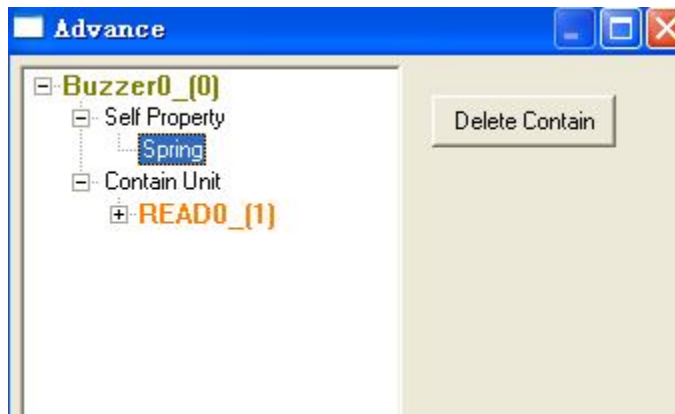 Advance
Buzzer0_(0)
Self Property
Delete Contain
Spring
Contain Unit
READ0_(1)